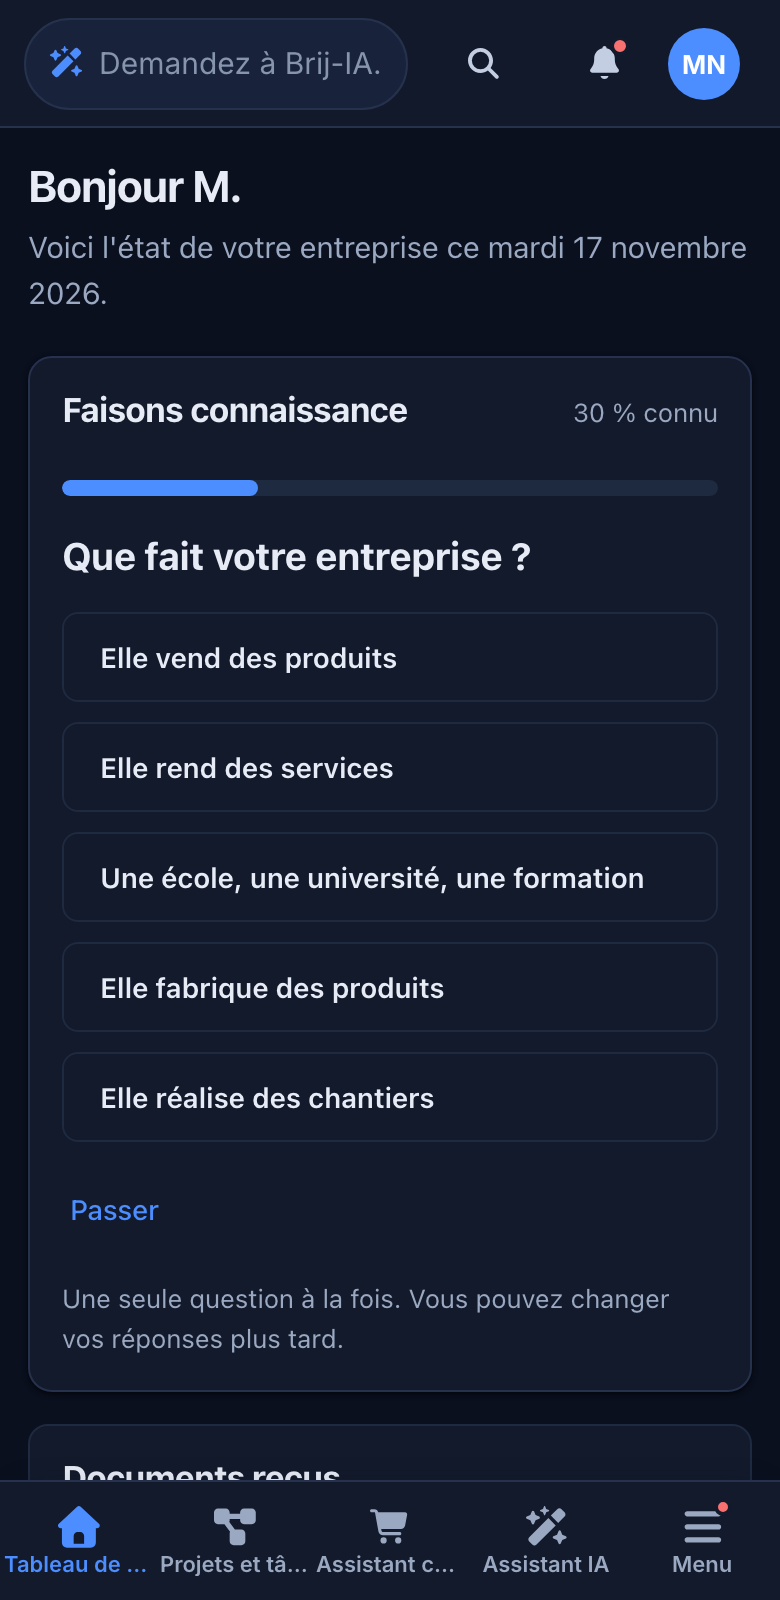 Demandez à Brij-IA.
MN
Bonjour M.
Voici l'état de votre entreprise ce mardi 17 novembre
2026.
Faisons connaissance
30 % connu
Que fait votre entreprise ?
Elle vend des produits
Elle rend des services
Une école, une université, une formation
Elle fabrique des produits
Elle réalise des chantiers
Passer
Une seule question à la fois. Vous pouvez changer
vos réponses plus tard.
Documents reçus
Tableau de ...
Projets et tâ...
Assistant c...
Assistant IA
Menu